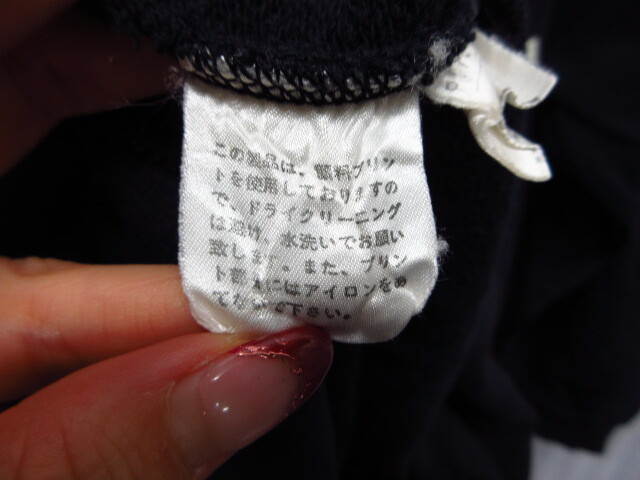 この製品は、顔料プリン
トを使用しておりますの
で、ドライクリーニング
は避け、水洗いでお願い
致します。また、プリン
ト部分にはアイロンをあ
てないで下さい。